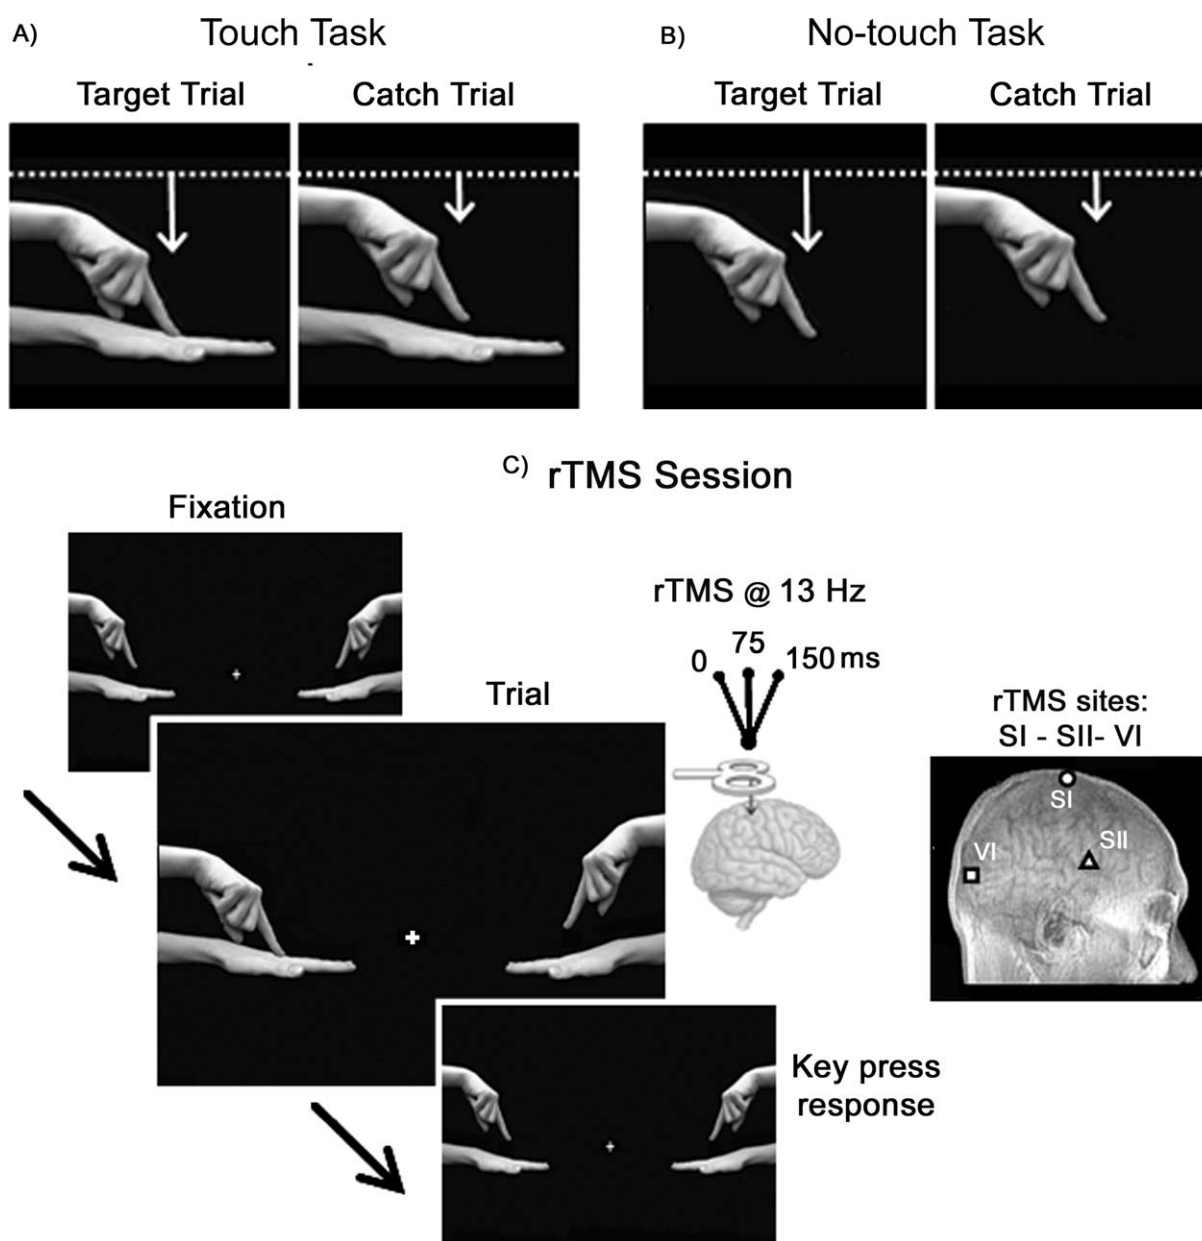 A)
Touch Task
Target Trial
Catch Trial
B)
No-touch Task
Target Trial
Catch Trial
C)
rTMS Session
Fixation
Trial
rTMS @ 13 Hz
0
75
150 ms
rTMS sites:
SI - SII- VI
SI
SII
VI
Key press
response